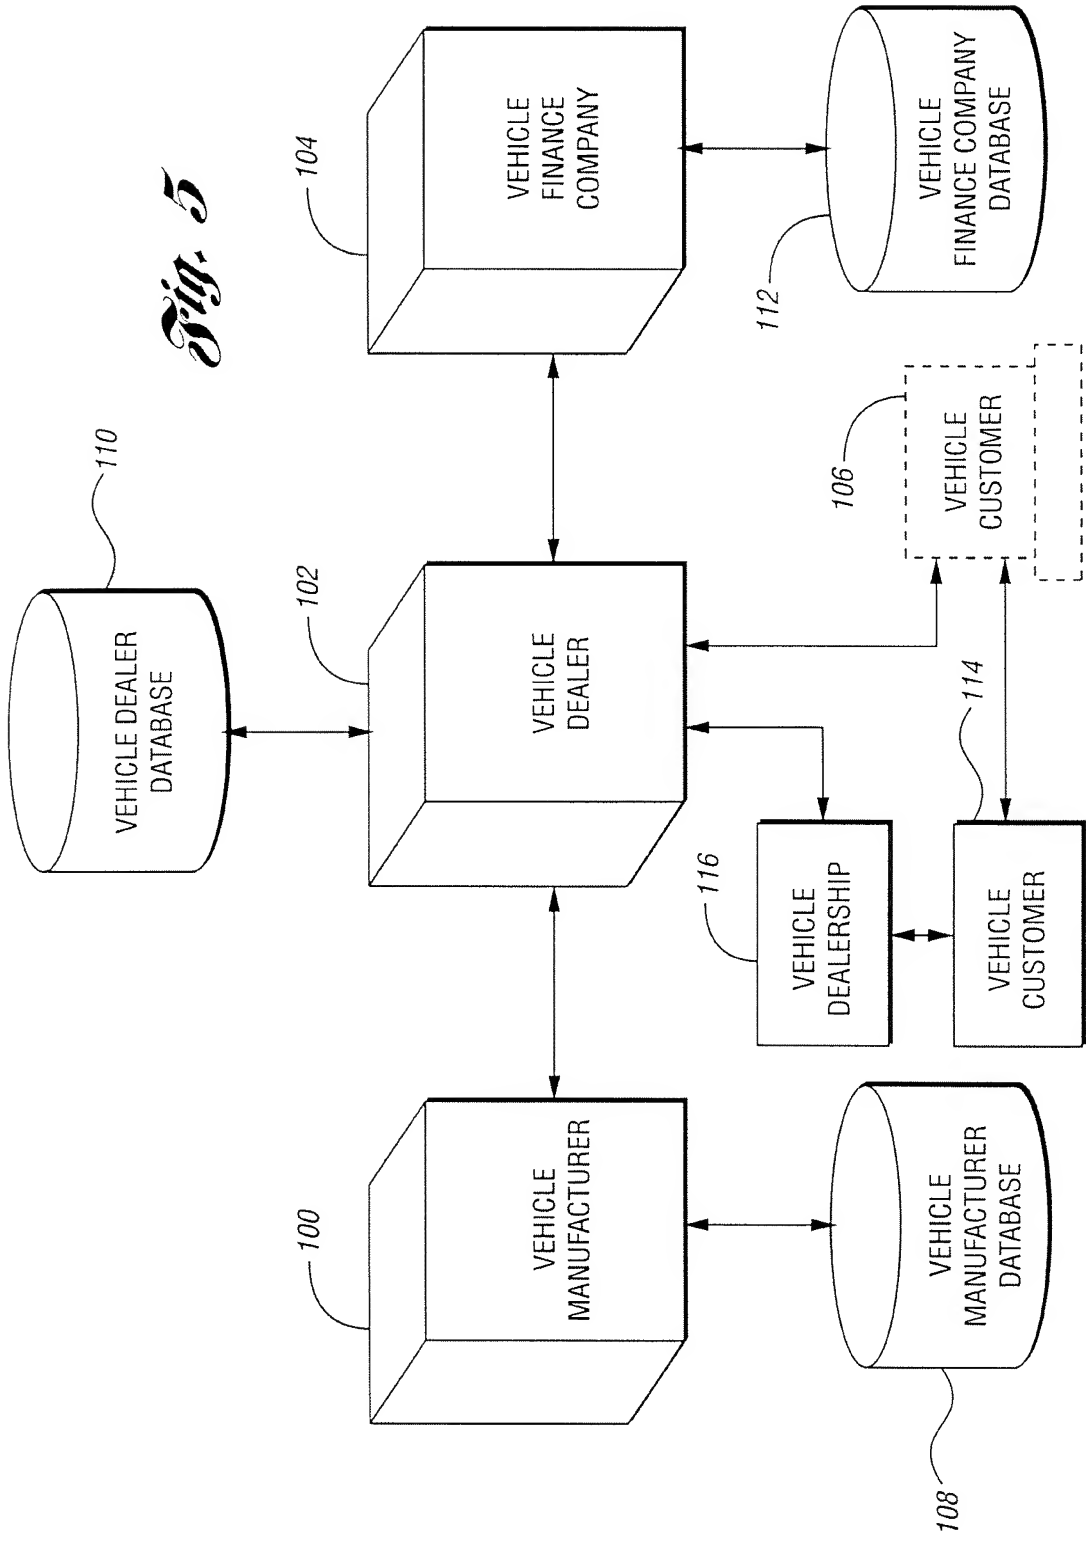 Fig. 5
110
VEHICLE DEALER
DATABASE
100
102
104
VEHICLE
MANUFACTURER
VEHICLE
DEALER
VEHICLE
FINANCE
COMPANY
116
VEHICLE
DEALERSHIP
106
VEHICLE
CUSTOMER
112
108
VEHICLE
MANUFACTURER
DATABASE
114
VEHICLE
CUSTOMER
VEHICLE
FINANCE COMPANY
DATABASE